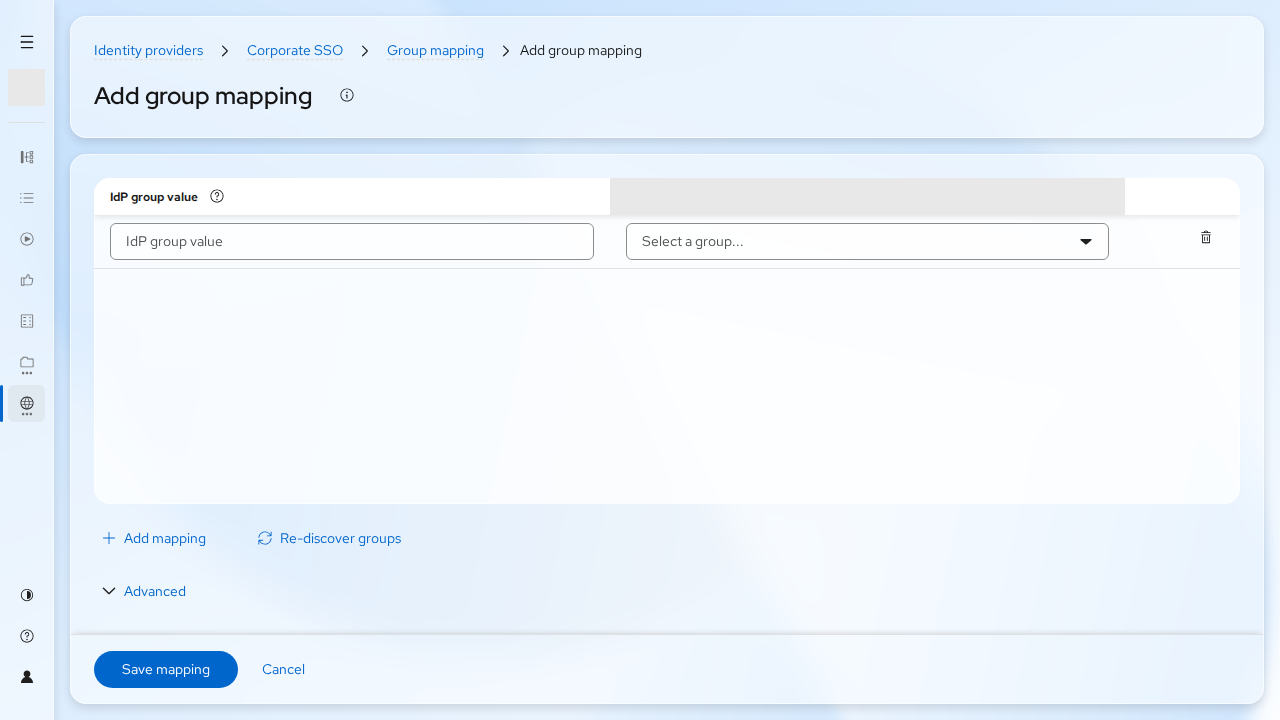 Identity providers
Corporate SSO
Group mapping
Add group mapping
Add group mapping
IdP group value
IdP group value
Select a group...
Add mapping
Re-discover groups
Advanced
Save mapping
Cancel